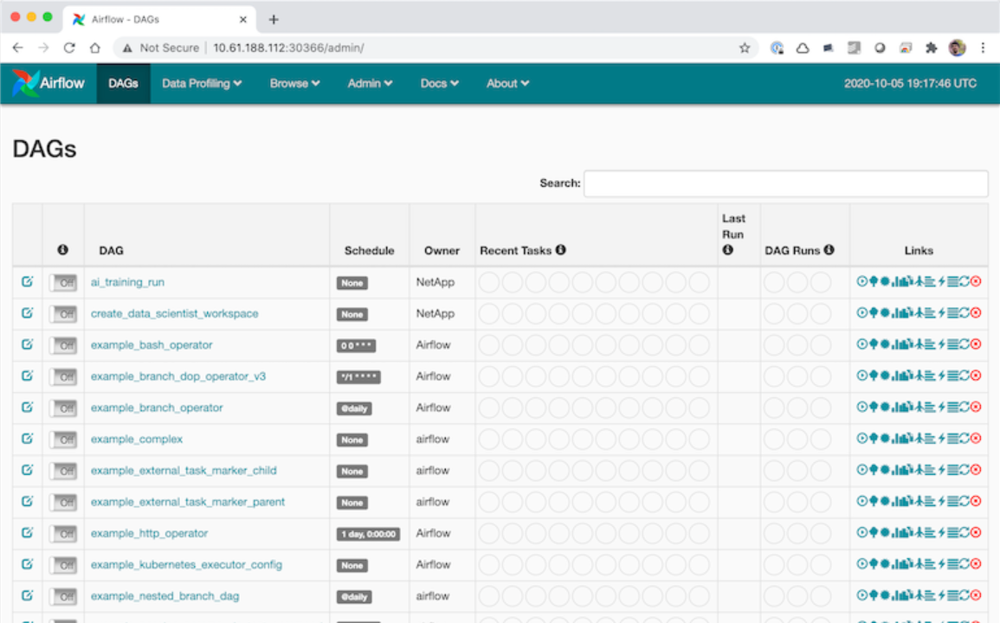 Airflow - DAGs
Not Secure | 10.61.188.112:30366/admin/
Airflow DAGs Data Profiling Browse Admin Docs About 2020-10-05 19:17:46 UTC
DAGs
Search:
DAG Schedule Owner Recent Tasks Last Run DAG Runs Links
Off ai_training_run None NetApp
Off create_data_scientist_workspace None NetApp
Off example_bash_operator 0 0 * * * Airflow
Off example_branch_dop_operator_v3 */1 * * * * Airflow
Off example_branch_operator @daily Airflow
Off example_complex None airflow
Off example_external_task_marker_child None airflow
Off example_external_task_marker_parent None airflow
Off example_http_operator 1 day, 0:00:00 Airflow
Off example_kubernetes_executor_config None Airflow
Off example_nested_branch_dag @daily airflow